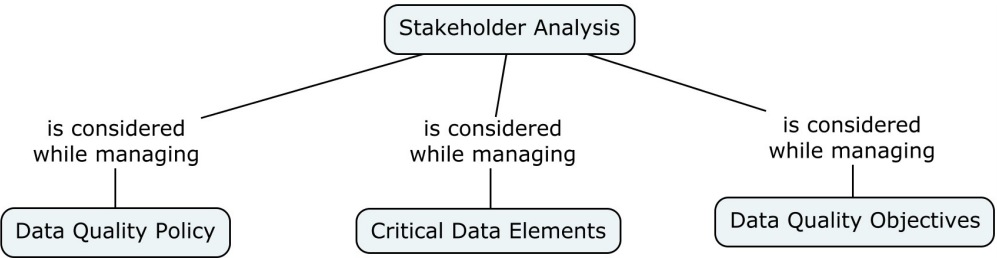 Stakeholder Analysis
is considered
while managing
is considered
while managing
is considered
while managing
Data Quality Policy
Critical Data Elements
Data Quality Objectives